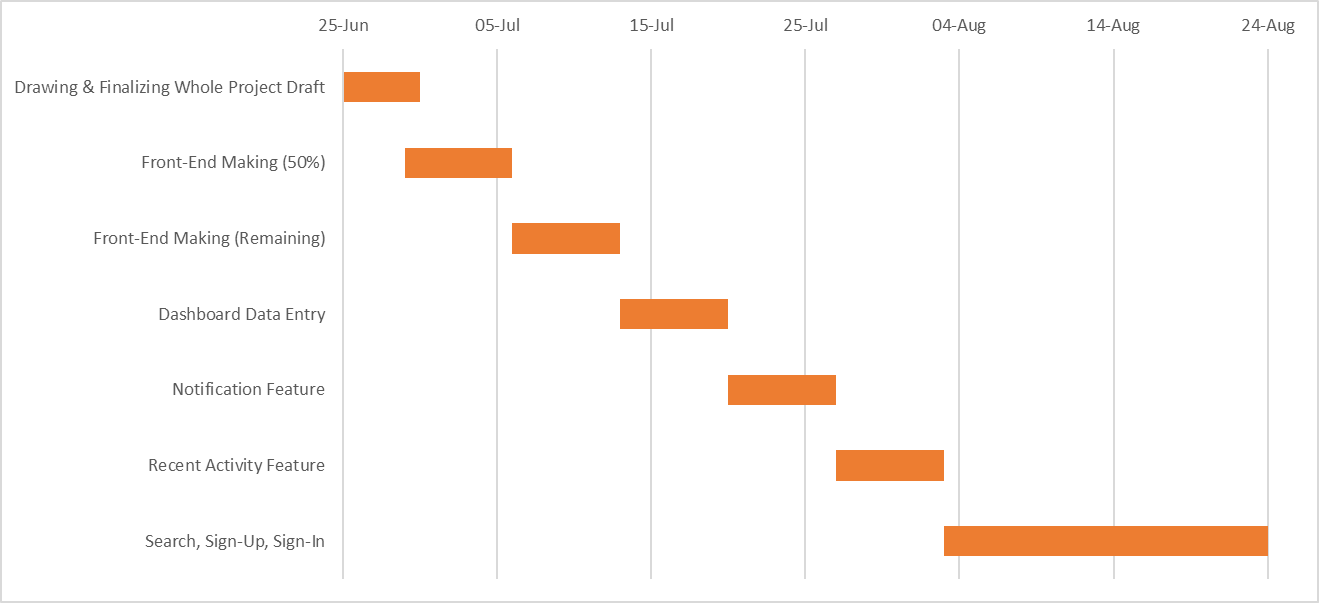 25-Jun 05-Jul 15-Jul 25-Jul 04-Aug 14-Aug 24-Aug
Drawing & Finalizing Whole Project Draft
Front-End Making (50%)
Front-End Making (Remaining)
Dashboard Data Entry
Notification Feature
Recent Activity Feature
Search, Sign-Up, Sign-In